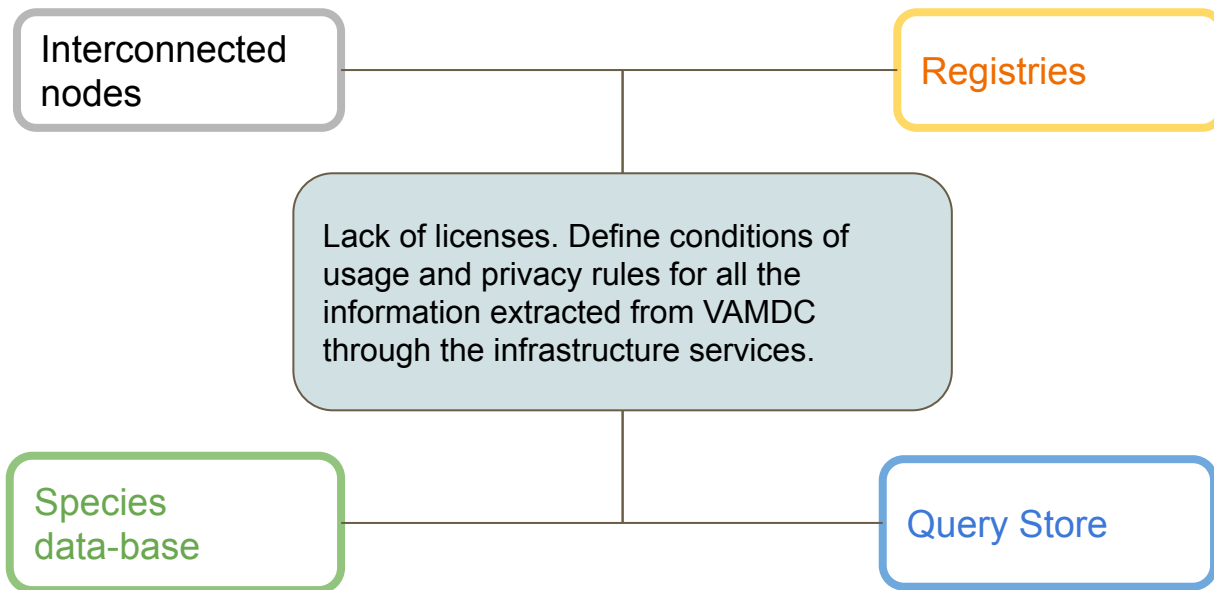 Interconnected
nodes
Registries
Lack of licenses. Define conditions of
usage and privacy rules for all the
information extracted from VAMDC
through the infrastructure services.
Species
data-base
Query Store